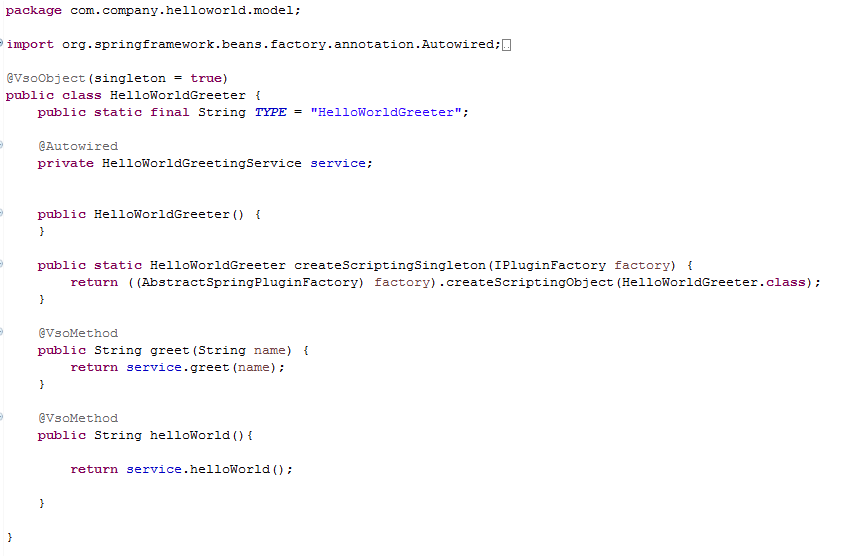 package com.company.helloworld.model;
import org.springframework.beans.factory.annotation.Autowired;
@VsoObject(singleton = true)
public class HelloWorldGreeter {
public static final String TYPE = "HelloWorldGreeter";
@Autowired
private HelloWorldGreetingService service;
public HelloWorldGreeter() {
}
public static HelloWorldGreeter createScriptingSingleton(IPluginFactory factory) {
return ((AbstractSpringPluginFactory) factory).createScriptingObject(HelloWorldGreeter.class);
}
@VsoMethod
public String greet(String name) {
return service.greet(name);
}
@VsoMethod
public String helloWorld(){
return service.helloWorld();
}
}